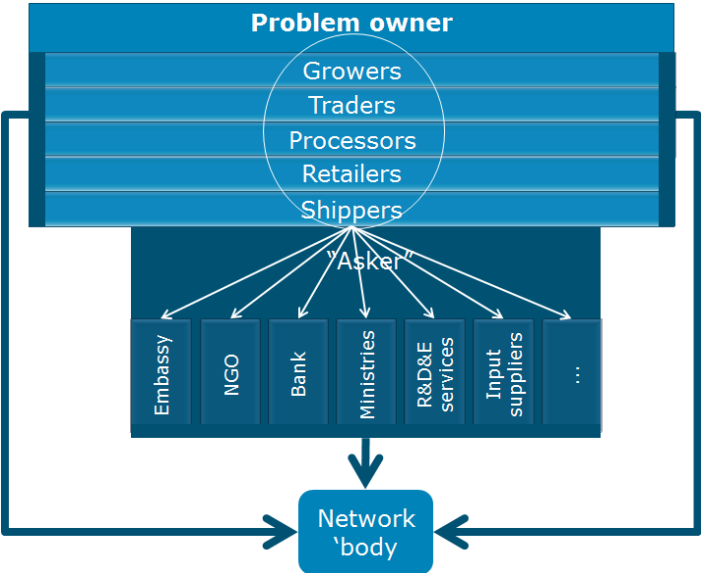 Problem owner
Growers
Traders
Processors
Retailers
Shippers
"Asker"
Embassy
NGO
Bank
Ministries
R&D&E
services
Input
suppliers
...
Network
‘body